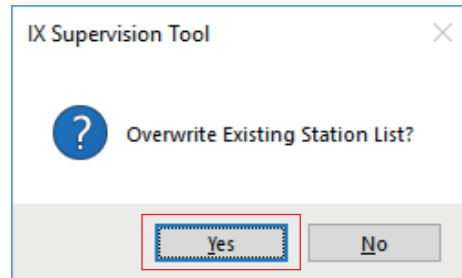 IX Supervision Tool
Overwrite Existing Station List?
Yes No